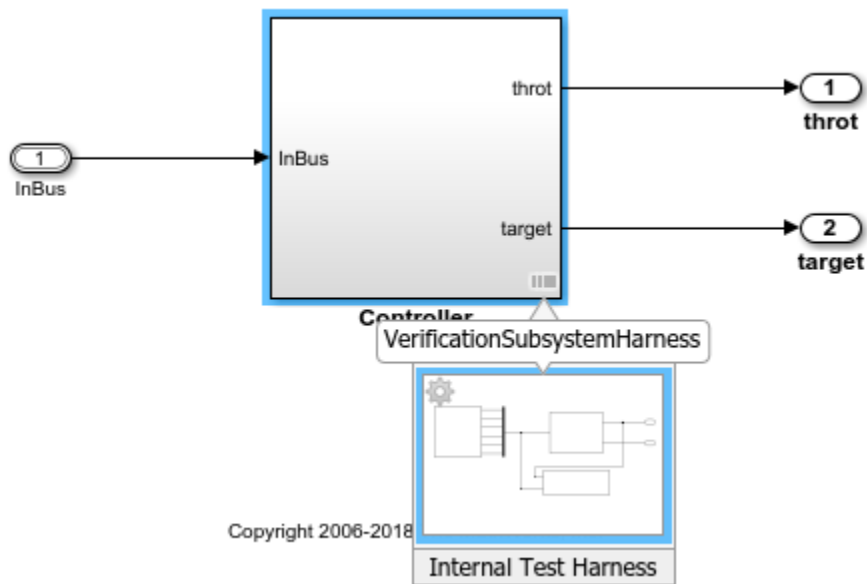 throt
1
throt
1
InBus
InBus
target
2
target
Controller
VerificationSubsystemHarness
Copyright 2006-2018
Internal Test Harness